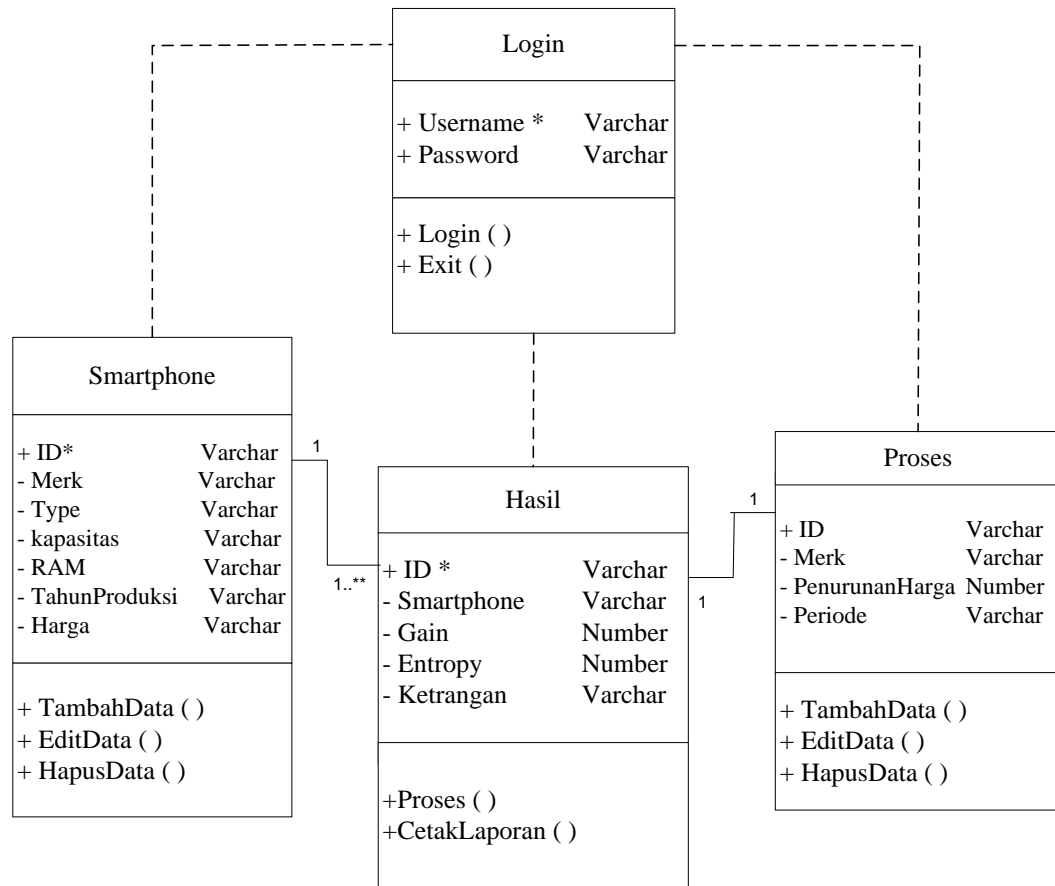 Login
+ Username * Varchar
+ Password Varchar
+ Login ( )
+ Exit ( )
Smartphone
+ ID* Varchar
- Merk Varchar
- Type Varchar
- kapasitas Varchar
- RAM Varchar
- TahunProduksi Varchar
- Harga Varchar
+ TambahData ( )
+ EditData ( )
+ HapusData ( )
1
1..**
Hasil
+ ID * Varchar
- Smartphone Varchar
- Gain Number
- Entropy Number
- Ketrangan Varchar
+Proses ( )
+CetakLaporan ( )
1
1
Proses
+ ID Varchar
- Merk Varchar
- PenurunanHarga Number
- Periode Varchar
+ TambahData ( )
+ EditData ( )
+ HapusData ( )